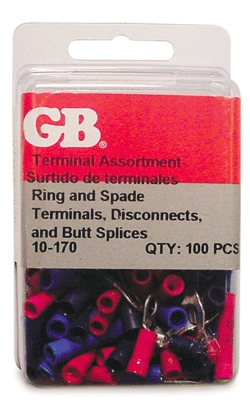 GB®
Terminal Assortment
Surtido de terminales
Ring and Spade
Terminals, Disconnects,
and Butt Splices
10-170 QTY: 100 PCS